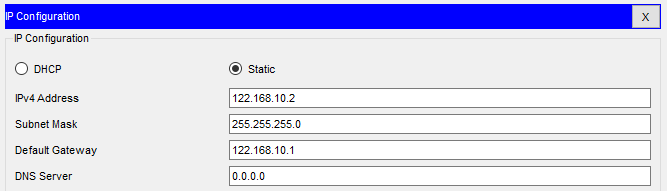 IP Configuration X
IP Configuration
DHCP Static
IPv4 Address 122.168.10.2
Subnet Mask 255.255.255.0
Default Gateway 122.168.10.1
DNS Server 0.0.0.0